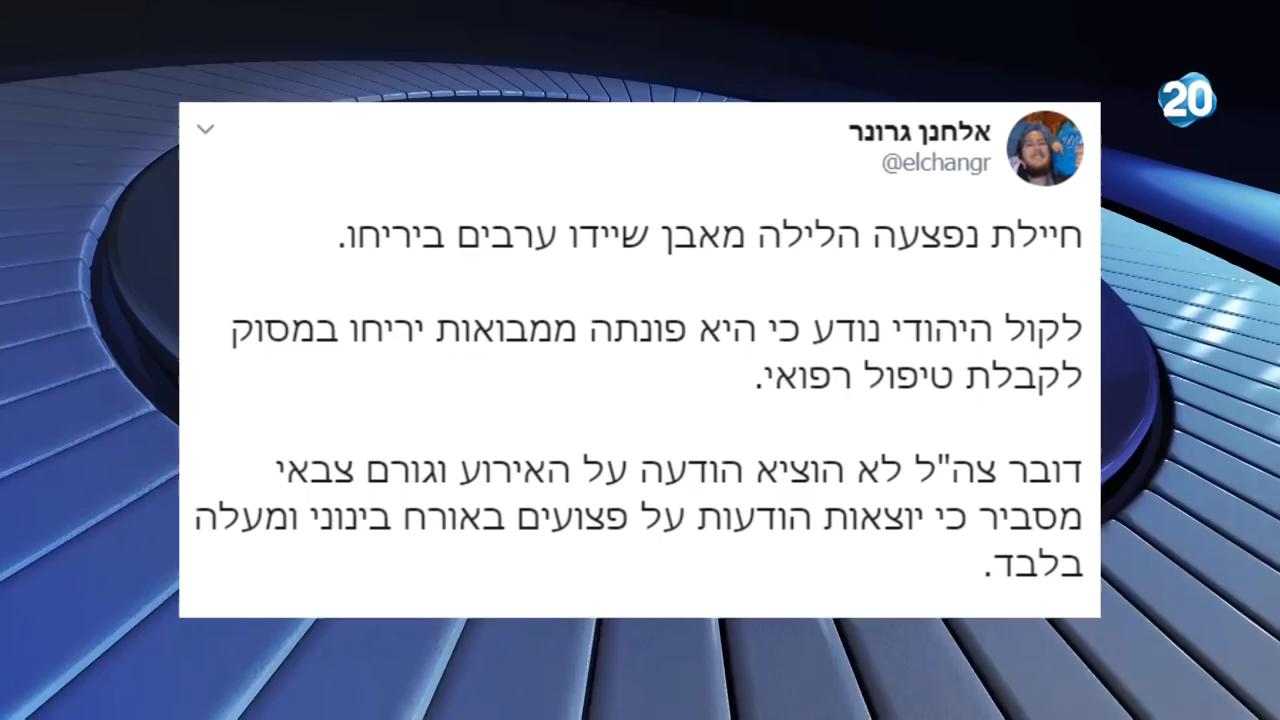 20
אלחנן גרונר
@elchangr
חיילת נפצעה הלילה מאבן שיידו ערבים ביריחו.
לקול היהודי נודע כי היא פונתה ממבואות יריחו במסוק
לקבלת טיפול רפואי.
דובר צה"ל לא הוציא הודעה על האירוע וגורם צבאי
מסביר כי יוצאות הודעות על פצועים באורח בינוני ומעלה
בלבד.